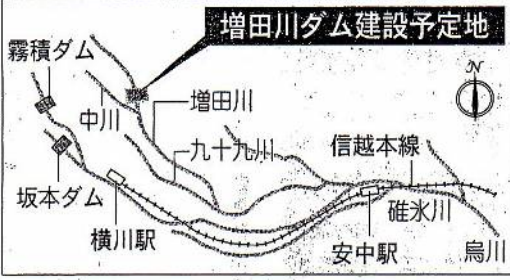 増田川ダム建設予定地
霧積ダム
N
中川
増田川
九十九川
信越本線
坂本ダム
横川駅
安中駅
碓氷川
烏川